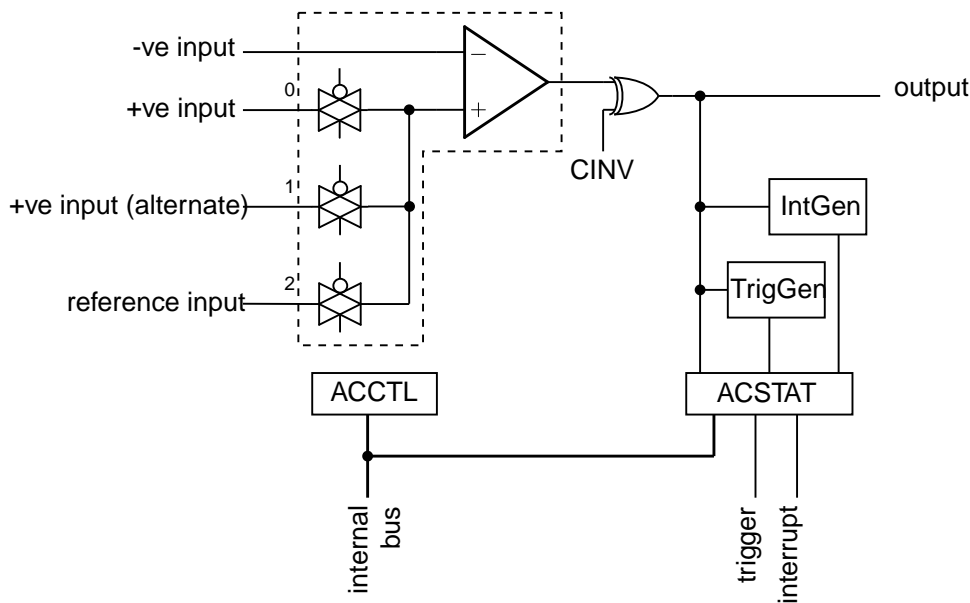 -ve input
−
0
+ve input
+
output
CINV
1
+ve input (alternate)
IntGen
2
reference input
TrigGen
ACCTL
ACSTAT
internal
bus
trigger
interrupt